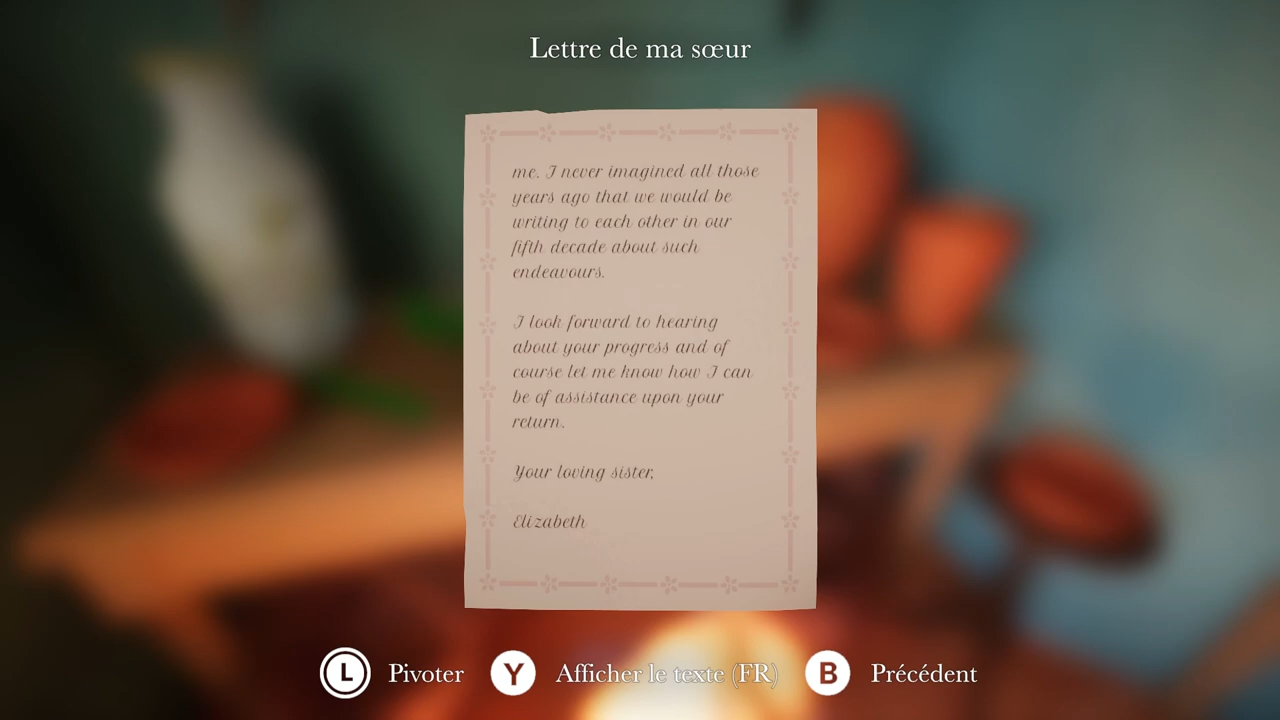 Lettre de ma sœur
me. I never imagined all those
years ago that we would be
writing to each other in our
fifth decade about such
endeavours.
I look forward to hearing
about your progress and of
course let me know how I can
be of assistance upon your
return.
Your loving sister,
Elizabeth
L Pivoter Y Afficher le texte (FR) B Précédent